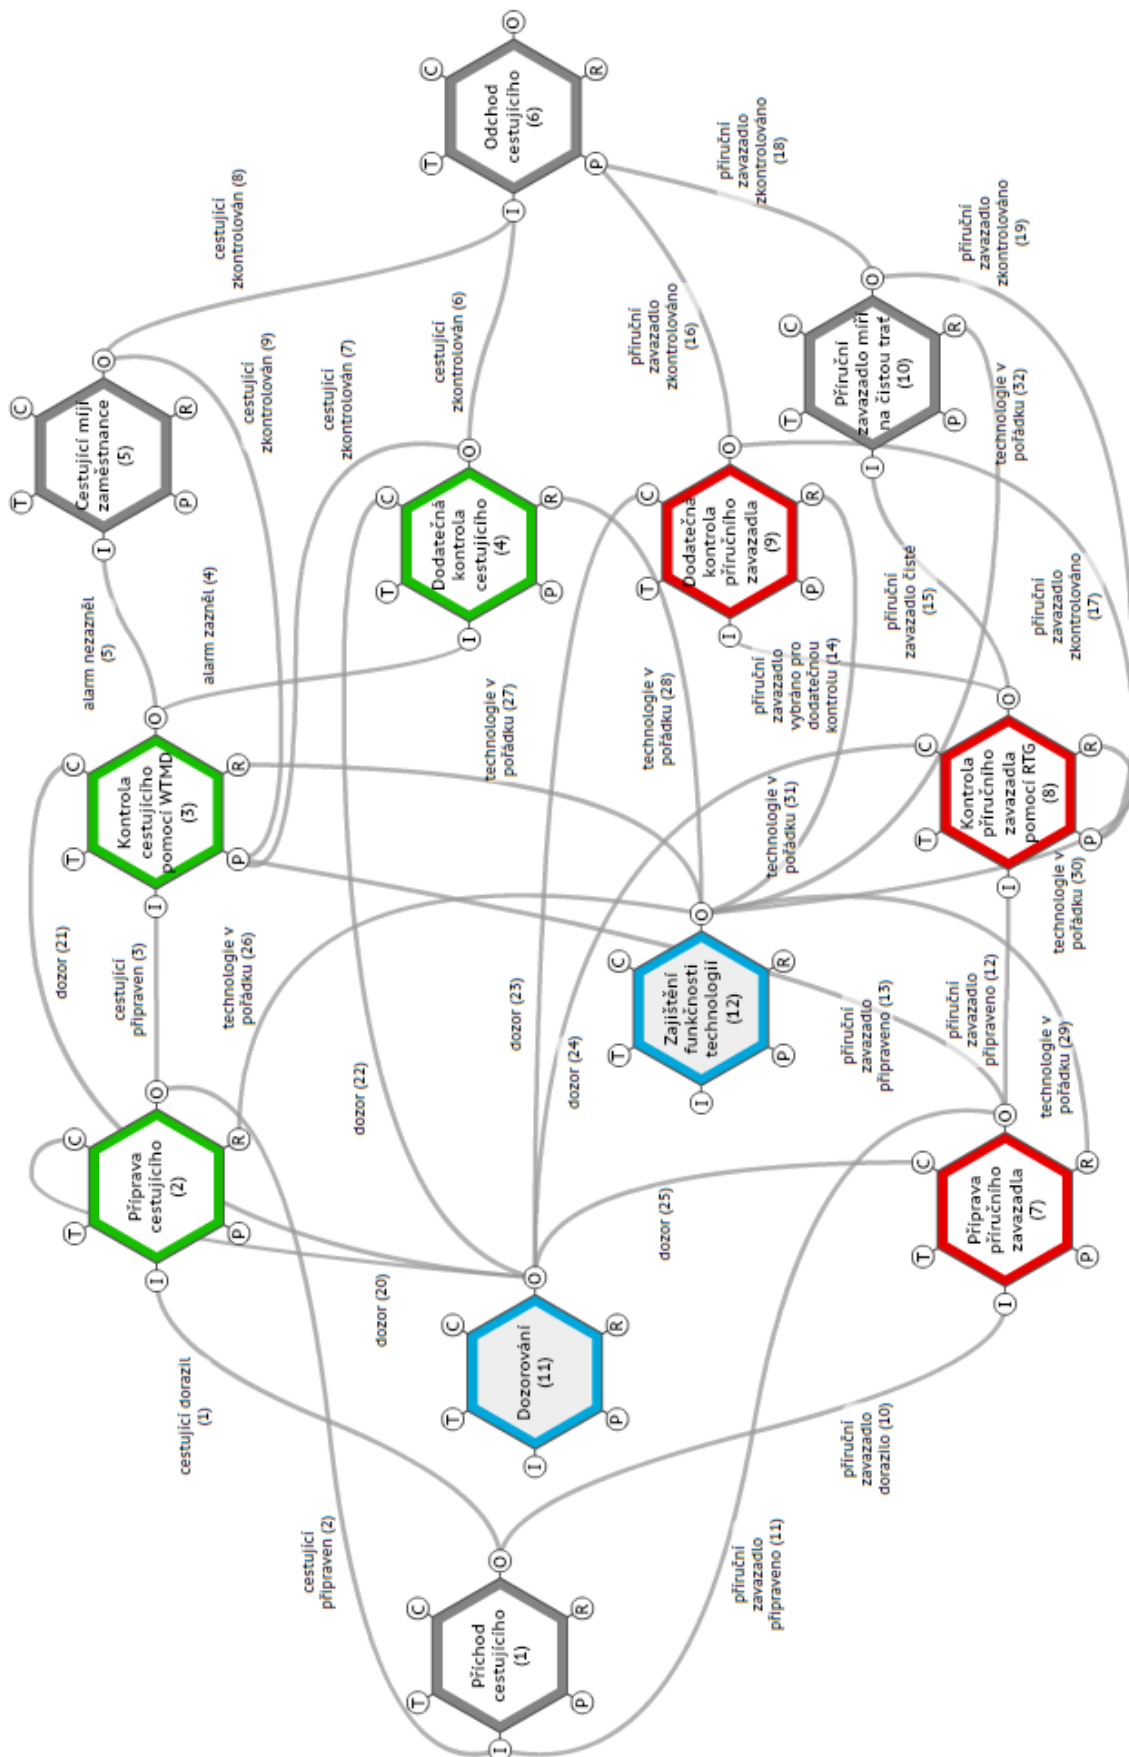 T
C
I
Příchod
cestujícího
(1)
O
P
R
cestující dorazil
(1)
cestující
připraven (2)
T
C
I
Příprava
cestujícího
(2)
O
P
R
cestující
připraven (3)
dozor (21)
T
C
I
Kontrola
cestujícího
pomocí WTMD
(3)
O
P
R
alarm nezazněl
(5)
alarm zazněl (4)
T
C
I
Cestující míjí
zaměstnance
(5)
O
P
R
cestující
zkontrolován (8)
cestující
zkontrolován (9)
cestující
zkontrolován (7)
cestující
zkontrolován (6)
technologie v
pořádku (26)
dozor (20)
dozor (22)
T
C
I
Dozorování
(11)
O
P
R
dozor (23)
dozor (24)
dozor (25)
T
C
I
Dodatečná
kontrola
cestujícího
(4)
O
P
R
T
C
I
Odchod
cestujícího
(6)
O
P
R
technologie v
pořádku (27)
technologie v
pořádku (28)
T
C
I
Zajištění
funkčnosti
technologií
(12)
O
P
R
T
C
I
Dodatečná
kontrola
příručního
zavazadla
(9)
O
P
R
příruční
zavazadlo
zkontrolováno
(16)
příruční
zavazadlo
zkontrolováno
(18)
příruční
zavazadlo
vybráno pro
dodatečnou
kontrolu (14)
technologie v
pořádku (31)
příruční
zavazadlo
připraveno (11)
příruční
zavazadlo
dorazilo (10)
příruční
zavazadlo
připraveno (13)
příruční
zavazadlo
připraveno (12)
příruční
zavazadlo čisté
(15)
T
C
I
Příruční
zavazadlo míří
na čistou trať
(10)
O
P
R
technologie v
pořádku (32)
příruční
zavazadlo
zkontrolováno
(19)
T
C
I
Příprava
příručního
zavazadla
(7)
O
P
R
technologie v
pořádku (29)
T
C
I
Kontrola
příručního
zavazadla
pomocí RTG
(8)
O
P
R
technologie v
pořádku (30)
příruční
zavazadlo
zkontrolováno
(17)